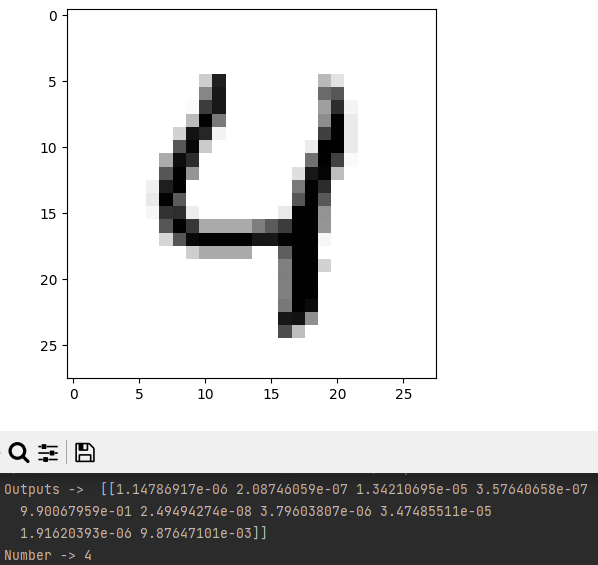 0
5
10
15
20
25
0 5 10 15 20 25
4
Outputs -> [[1.14786917e-06 2.08746059e-07 1.34210695e-05 3.57640658e-07
9.90067959e-01 2.49494274e-08 3.79603807e-06 3.47485511e-05
1.91620393e-06 9.87647101e-03]]
Number -> 4